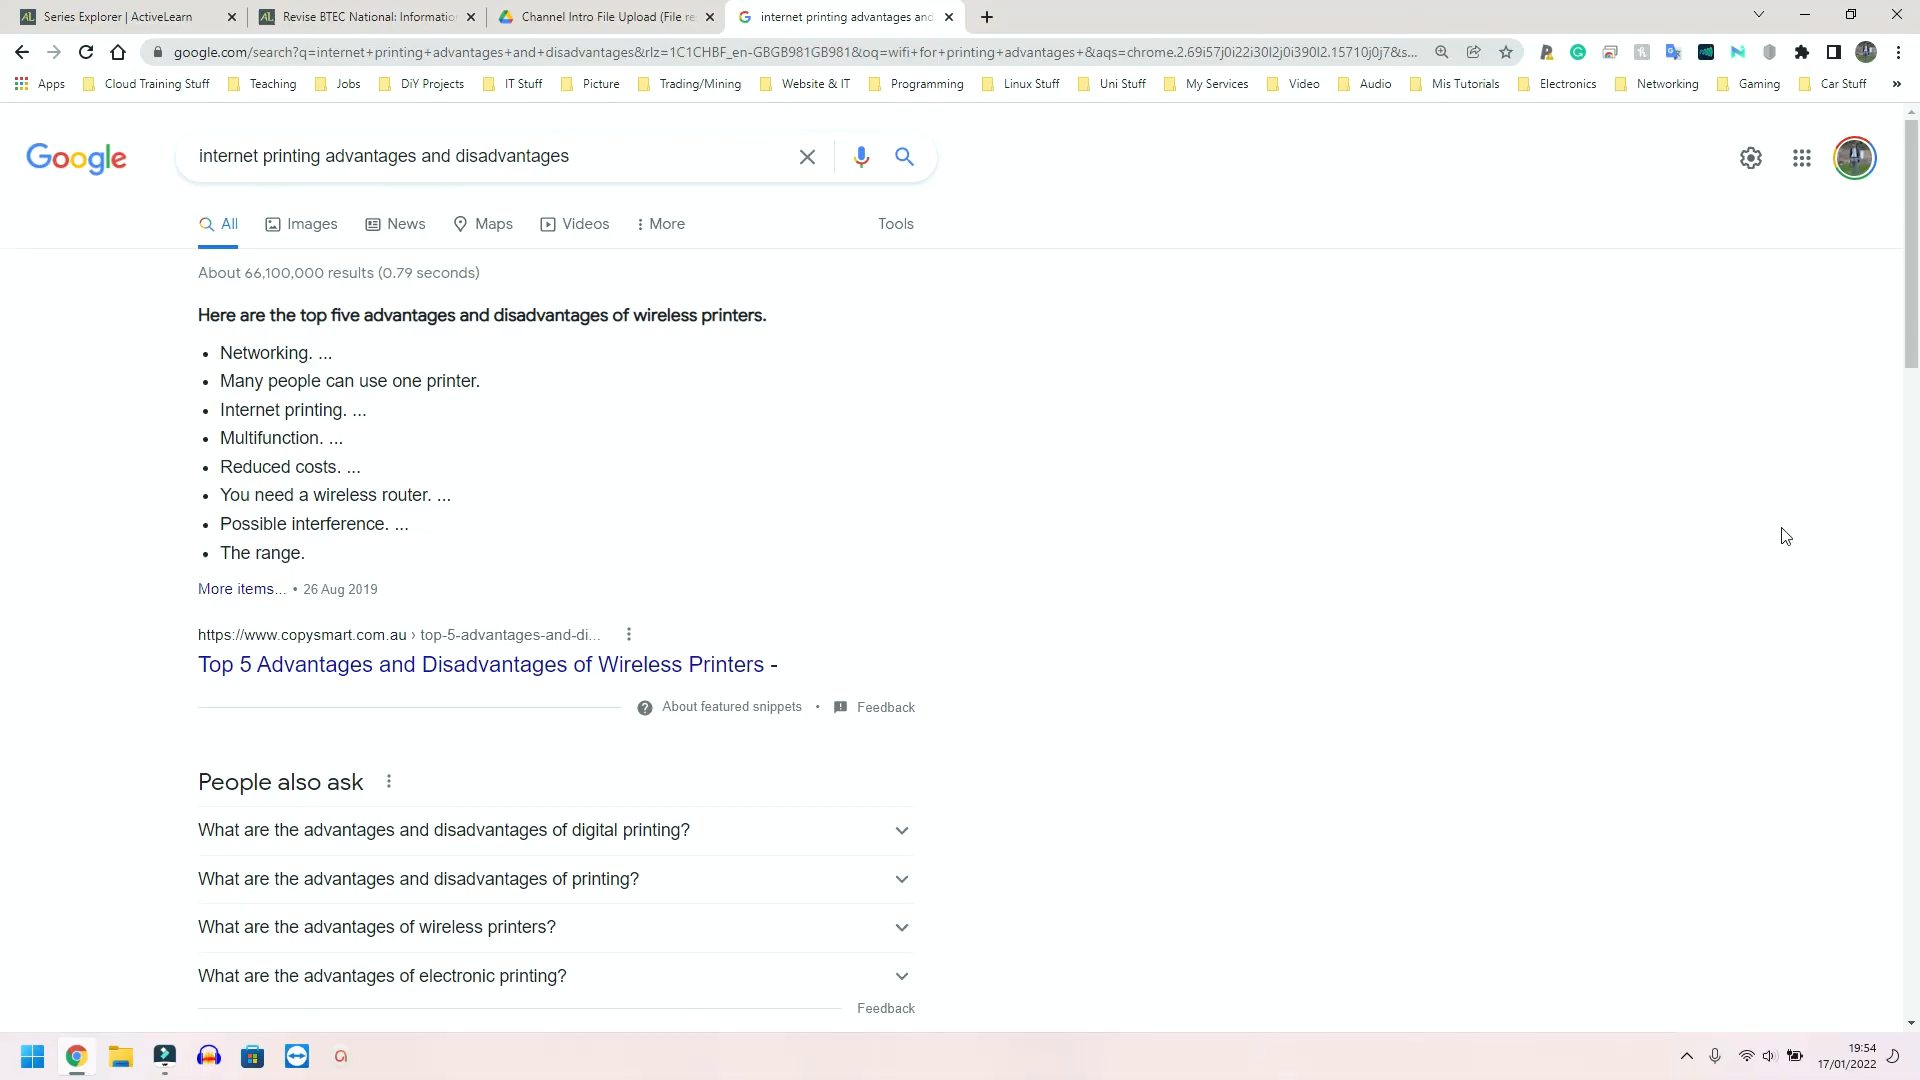 Series Explorer | ActiveLearn
Revise BTEC National: Informatio
Channel Intro File Upload (File re
internet printing advantages and
google.com/search?q=internet+printing+advantages+and+disadvantages&rlz=1C1CHBF_en-GBGB981GB981&oq=wifi+for+printing+advantages+&aqs=chrome.2.69i57j0i22i30l2j0i390l2.15710j0j7&s...
Apps Cloud Training Stuff Teaching Jobs DiY Projects IT Stuff Picture Trading/Mining Website & IT Programming Linux Stuff Uni Stuff My Services Video Audio Mis Tutorials Electronics Networking Gaming Car Stuff »
Google
internet printing advantages and disadvantages
All Images News Maps Videos More Tools
About 66,100,000 results (0.79 seconds)
Here are the top five advantages and disadvantages of wireless printers.
• Networking. ...
• Many people can use one printer.
• Internet printing. ...
• Multifunction. ...
• Reduced costs. ...
• You need a wireless router. ...
• Possible interference. ...
• The range.
More items... • 26 Aug 2019
https://www.copysmart.com.au › top-5-advantages-and-di...
Top 5 Advantages and Disadvantages of Wireless Printers -
About featured snippets • Feedback
People also ask
What are the advantages and disadvantages of digital printing?
What are the advantages and disadvantages of printing?
What are the advantages of wireless printers?
What are the advantages of electronic printing?
Feedback
19:54
17/01/2022